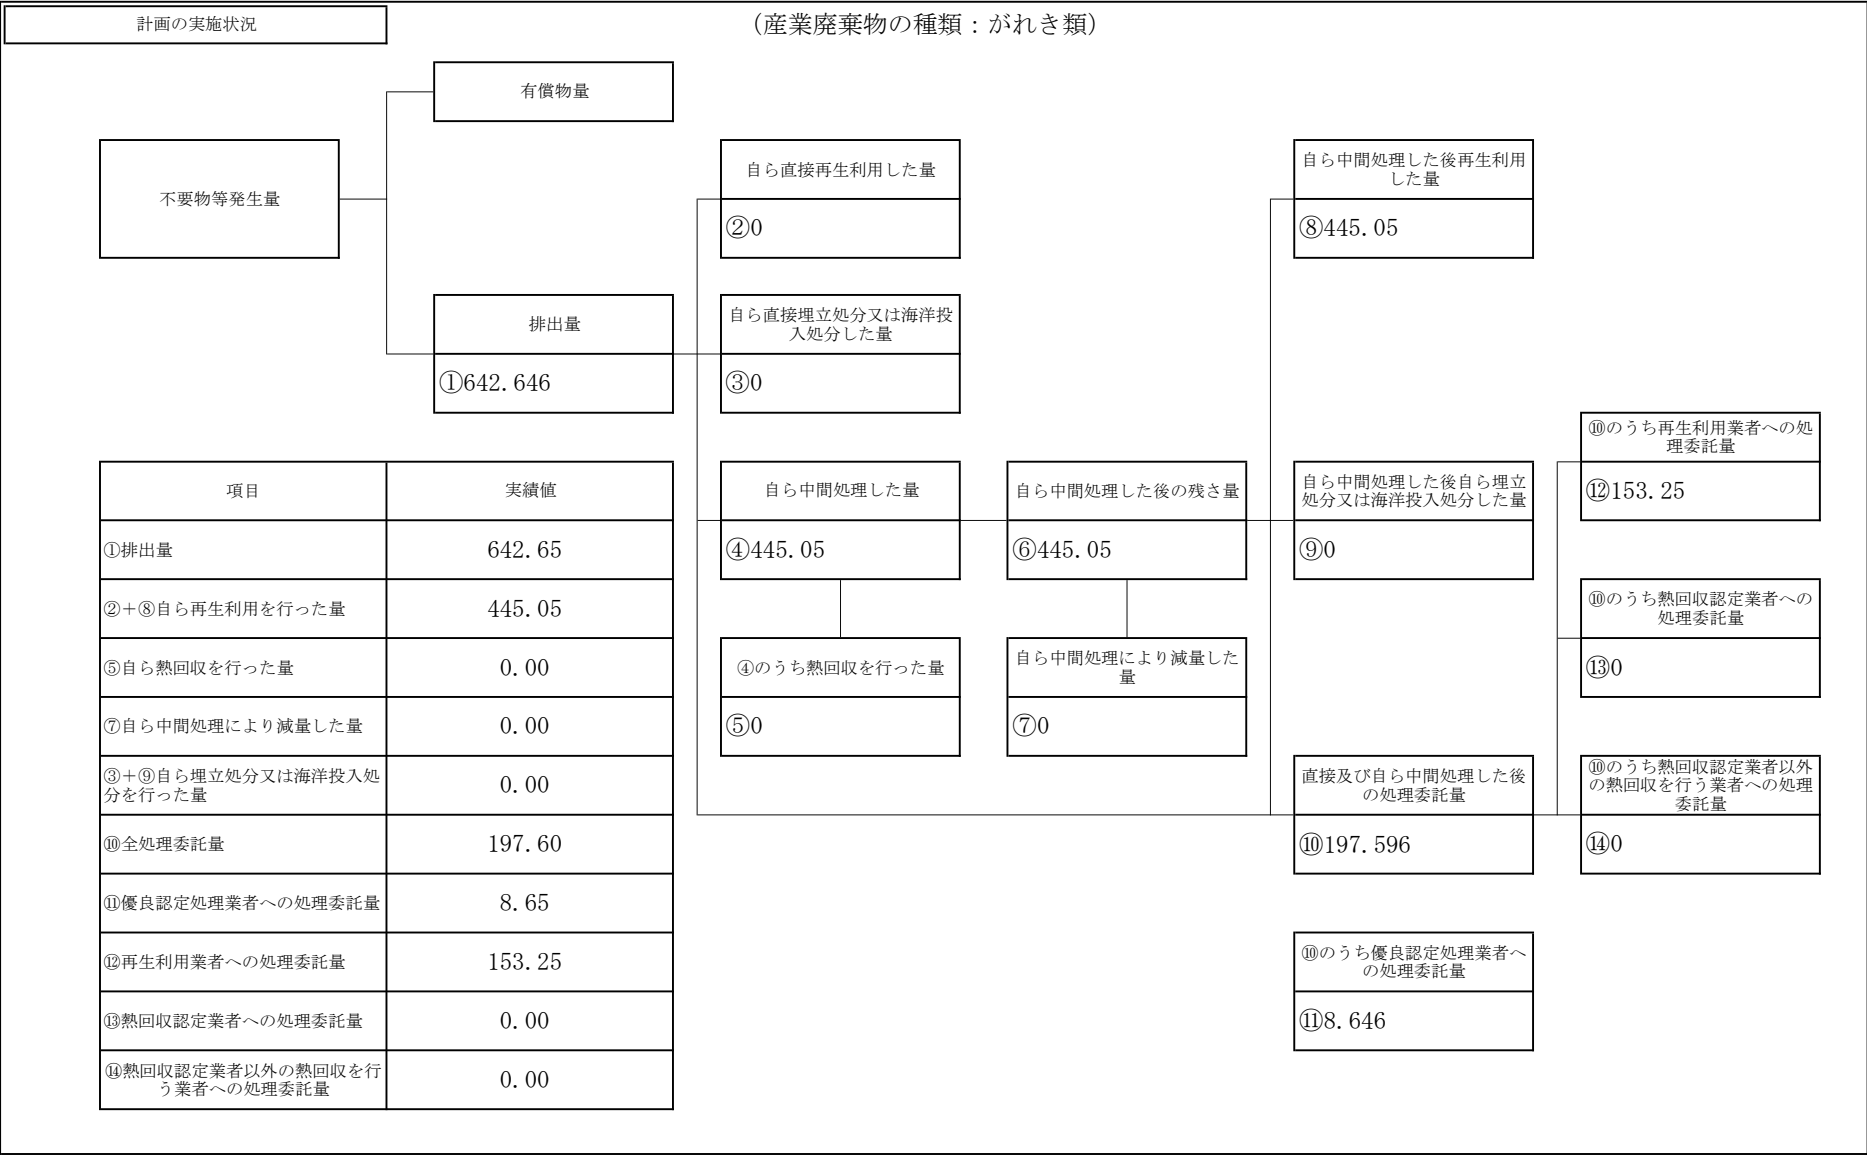 計画の実施状況
（産業廃棄物の種類：がれき類）
有償物量
不要物等発生量
自ら直接再生利用した量
②0
自ら中間処理した後再生利用
した量
⑧445.05
排出量
①642.646
自ら直接埋立処分又は海洋投
入処分した量
③0
⑩のうち再生利用業者への処
理委託量
⑫153.25
自ら中間処理した量
④445.05
自ら中間処理した後の残さ量
⑥445.05
自ら中間処理した後自ら埋立
処分又は海洋投入処分した量
⑨0
⑩のうち熱回収認定業者への
処理委託量
⑬0
④のうち熱回収を行った量
⑤0
自ら中間処理により減量した
量
⑦0
直接及び自ら中間処理した後
の処理委託量
⑩197.596
⑩のうち熱回収認定業者以外
の熱回収を行う業者への処理
委託量
⑭0
⑩のうち優良認定処理業者へ
の処理委託量
⑪8.646
項目 実績値
①排出量 642.65
②＋⑧自ら再生利用を行った量 445.05
⑤自ら熱回収を行った量 0.00
⑦自ら中間処理により減量した量 0.00
③＋⑨自ら埋立処分又は海洋投入処
分を行った量 0.00
⑩全処理委託量 197.60
⑪優良認定処理業者への処理委託量 8.65
⑫再生利用業者への処理委託量 153.25
⑬熱回収認定業者への処理委託量 0.00
⑭熱回収認定業者以外の熱回収を行
う業者への処理委託量 0.00